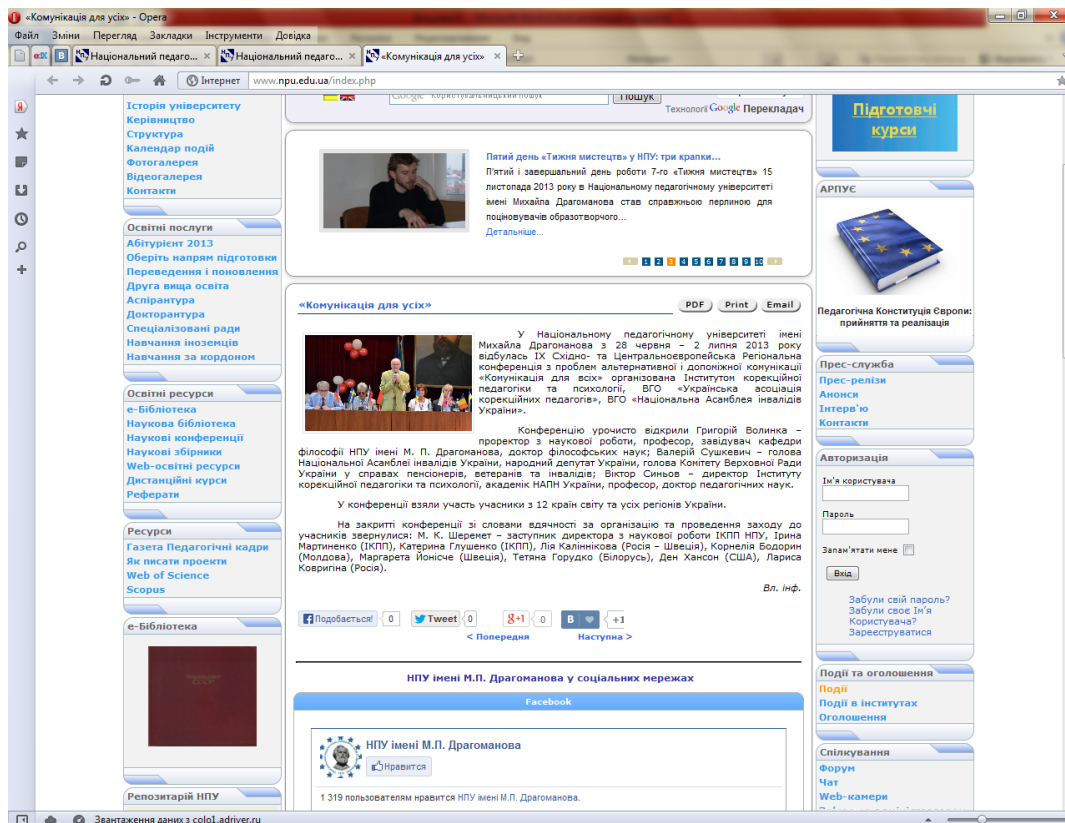 «Комунікація для усіх» - Opera
Файл Зміни Перегляд Закладки Інструменти Довідка
Національний педаго... × Національний педаго... × «Комунікація для усіх» ×
Інтернет www.npu.edu.ua/index.php
Історія університету
Керівництво
Структура
Календар подій
Фотогалерея
Відеогалерея
Контакти
Освітні послуги
Абітурієнт 2013
Оберіть напрям підготовки
Переведення і поновлення
Друга вища освіта
Аспірантура
Докторантура
Спеціалізовані ради
Навчання іноземців
Навчання за кордоном
Освітні ресурси
e-Бібліотека
Наукова бібліотека
Наукові конференції
Наукові збірники
Web-освітні ресурси
Дистанційні курси
Реферати
Ресурси
Газета Педагогічні кадри
Як писати проекти
Web of Science
Scopus
e-Бібліотека
Репозитарій НПУ
Google Користувальницький пошук Пошук
Технології Google Перекладач
Пятий день «Тижня мистецтв» у НПУ: три крапки...
П'ятий і завершальний день роботи 7-го «Тижня мистецтв» 15
листопада 2013 року в Національному педагогічному університеті
імені Михайла Драгоманова став справжньою перлиною для
поціновувачів образотворчого...
Детальніше...
1 2 3 4 5 6 7 8 9 10
«Комунікація для усіх» PDF Print Email
У Національному педагогічному університеті імені
Михайла Драгоманова з 28 червня – 2 липня 2013 року
відбулась IX Східно- та Центральноєвропейська Регіональна
конференція з проблем альтернативної і допоміжної комунікації
«Комунікація для всіх» організована Інститутом корекційної
педагогіки та психології, ВГО «Українська асоціація
корекційних педагогів», ВГО «Національна Асанблея інвалідів
України».
Конференцію урочисто відкрили Григорій Волинка –
проректор з наукової роботи, професор, завідувач кафедри
філософії НПУ імені М. П. Драгоманова, доктор філософських наук; Валерій Сушкевич – голова
Національної Асамблеї інвалідів України, народний депутат України, голова Комітету Верховної Ради
України у справах пенсіонерів, ветеранів та інвалідів; Віктор Синьов – директор Інституту
корекційної педагогіки та психології, академік НАПН України, професор, доктор педагогічних наук.
У конференції взяли участь учасники з 12 країн світу та усіх регіонів України.
На закритті конференції зі словами вдячності за організацію та проведення заходу до
учасників звернулися: М. К. Шеремет – заступник директора з наукової роботи ІКПП НПУ, Ірина
Мартиненко (ІКПП), Катерина Глушенко (ІКПП), Лія Каліннікова (Росія – Швеція), Корнелія Бодорин
(Молдова), Маргарета Йонісче (Швеція), Тетяна Горудко (Білорусь), Ден Хансон (США), Лариса
Ковригіна (Росія).
Вл. інф.
Подобається! 0 Tweet 0 g+1 0 B +1
< Попередня Наступна >
НПУ імені М.П. Драгоманова у соціальних мережах
Facebook
НПУ імені М.П. Драгоманова
Нравится
1 319 пользователям нравится НПУ імені М.П. Драгоманова.
Підготовчі
курси
АРПУЄ
Педагогічна Конституція Європи:
прийняття та реалізація
Прес-служба
Прес-релізи
Анонси
Інтерв'ю
Контакти
Авторизація
Ім'я користувача
Пароль
Запам'ятати мене
Вхід
Забули свій пароль?
Забули своє Ім'я
Користувача?
Зареєструватися
Події та оголошення
Події
Події в інститутах
Оголошення
Спілкування
Форум
Чат
Web-камери
Звантаження даних з colo1.adriver.ru